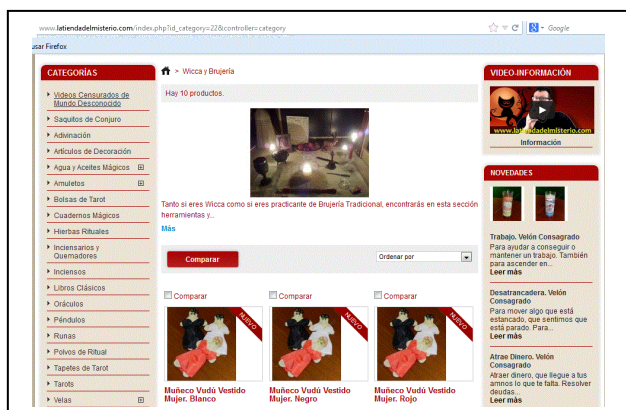 www.latiendadelmisterio.com/index.php?id_category=22&controller=category
Google
usar Firefox
CATEGORÍAS
Videos Censurados de
Mundo Desconocido
Saquitos de Conjuro
Adivinación
Artículos de Decoración
Agua y Aceites Mágicos
Amuletos
Bolsas de Tarot
Cuadernos Mágicos
Hierbas Rituales
Inciensarios y
Quemadores
Inciensos
Libros Clásicos
Oráculos
Péndulos
Runas
Polvos de Ritual
Tapetes de Tarot
Tarots
Velas
> Wicca y Brujería
Hay 10 productos.
Tanto si eres Wicca como si eres practicante de Brujería Tradicional, encontrarás en esta sección
herramientas y...
Más
Comparar
Ordenar por
Comparar
Comparar
Comparar
NUEVO
NUEVO
NUEVO
Muñeco Vudú Vestido
Mujer. Blanco
Muñeco Vudú Vestido
Mujer. Negro
Muñeco Vudú Vestido
Mujer. Rojo
VIDEO-INFORMACIÓN
www.latiendadelmisterio.com
Información
NOVEDADES
Trabajo. Velón Consagrado
Para ayudar a conseguir o
mantener un trabajo. También
para ascender en...
Leer más
Desatrancadera. Velón
Consagrado
Para mover algo que está
estancado, que sentimos que
está parado. Para...
Leer más
Atrae Dinero. Velón
Consagrado
Atraer dinero, que llegue a tus
amnos lo que te falta. Resolver
deudas...
Leer más